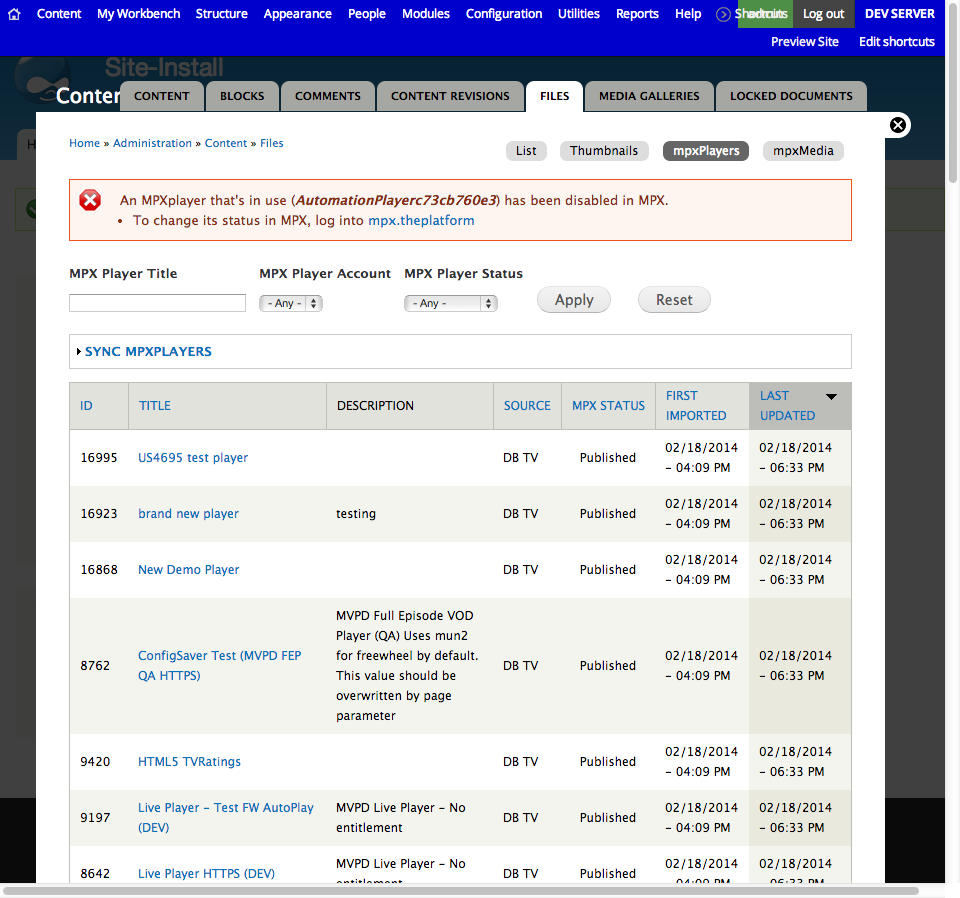 Content My Workbench Structure Appearance People Modules Configuration Utilities Reports Help Shortcuts Log out DEV SERVER
Preview Site Edit shortcuts
Site-Install
Conten
CONTENT BLOCKS COMMENTS CONTENT REVISIONS FILES MEDIA GALLERIES LOCKED DOCUMENTS
H
Home » Administration » Content » Files
List Thumbnails mpxPlayers mpxMedia
An MPXplayer that's in use (AutomationPlayerc73cb760e3) has been disabled in MPX.
• To change its status in MPX, log into mpx.theplatform
MPX Player Title MPX Player Account MPX Player Status
- Any - - Any - Apply Reset
SYNC MPXPLAYERS
ID TITLE DESCRIPTION SOURCE MPX STATUS FIRST IMPORTED LAST UPDATED
16995 US4695 test player DB TV Published 02/18/2014 – 04:09 PM 02/18/2014 – 06:33 PM
16923 brand new player testing DB TV Published 02/18/2014 – 04:09 PM 02/18/2014 – 06:33 PM
16868 New Demo Player DB TV Published 02/18/2014 – 04:09 PM 02/18/2014 – 06:33 PM
8762 ConfigSaver Test (MVPD FEP QA HTTPS) MVPD Full Episode VOD Player (QA) Uses mun2 for freewheel by default. This value should be overwritten by page parameter DB TV Published 02/18/2014 – 04:09 PM 02/18/2014 – 06:33 PM
9420 HTML5 TVRatings DB TV Published 02/18/2014 – 04:09 PM 02/18/2014 – 06:33 PM
9197 Live Player – Test FW AutoPlay (DEV) MPXD Live Player – No entitlement DB TV Published 02/18/2014 – 04:09 PM 02/18/2014 – 06:33 PM
8642 Live Player HTTPS (DEV) MPXD Live Player – No entitlement DB TV Published 02/18/2014 – 04:09 PM 02/18/2014 – 06:33 PM